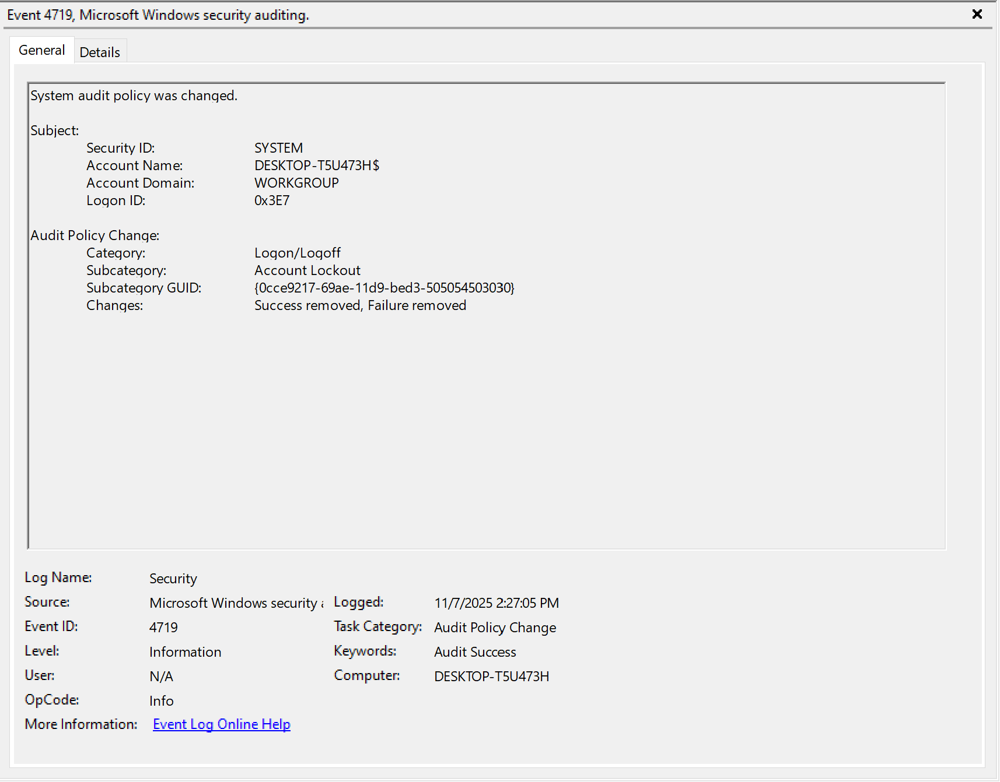 Event 4719, Microsoft Windows security auditing.
General Details
System audit policy was changed.
Subject:
Security ID: SYSTEM
Account Name: DESKTOP-T5U473H$
Account Domain: WORKGROUP
Logon ID: 0x3E7
Audit Policy Change:
Category: Logon/Logoff
Subcategory: Account Lockout
Subcategory GUID: {0cce9217-69ae-11d9-bed3-505054503030}
Changes: Success removed, Failure removed
Log Name: Security
Source: Microsoft Windows security a Logged: 11/7/2025 2:27:05 PM
Event ID: 4719 Task Category: Audit Policy Change
Level: Information Keywords: Audit Success
User: N/A Computer: DESKTOP-T5U473H
OpCode: Info
More Information: Event Log Online Help